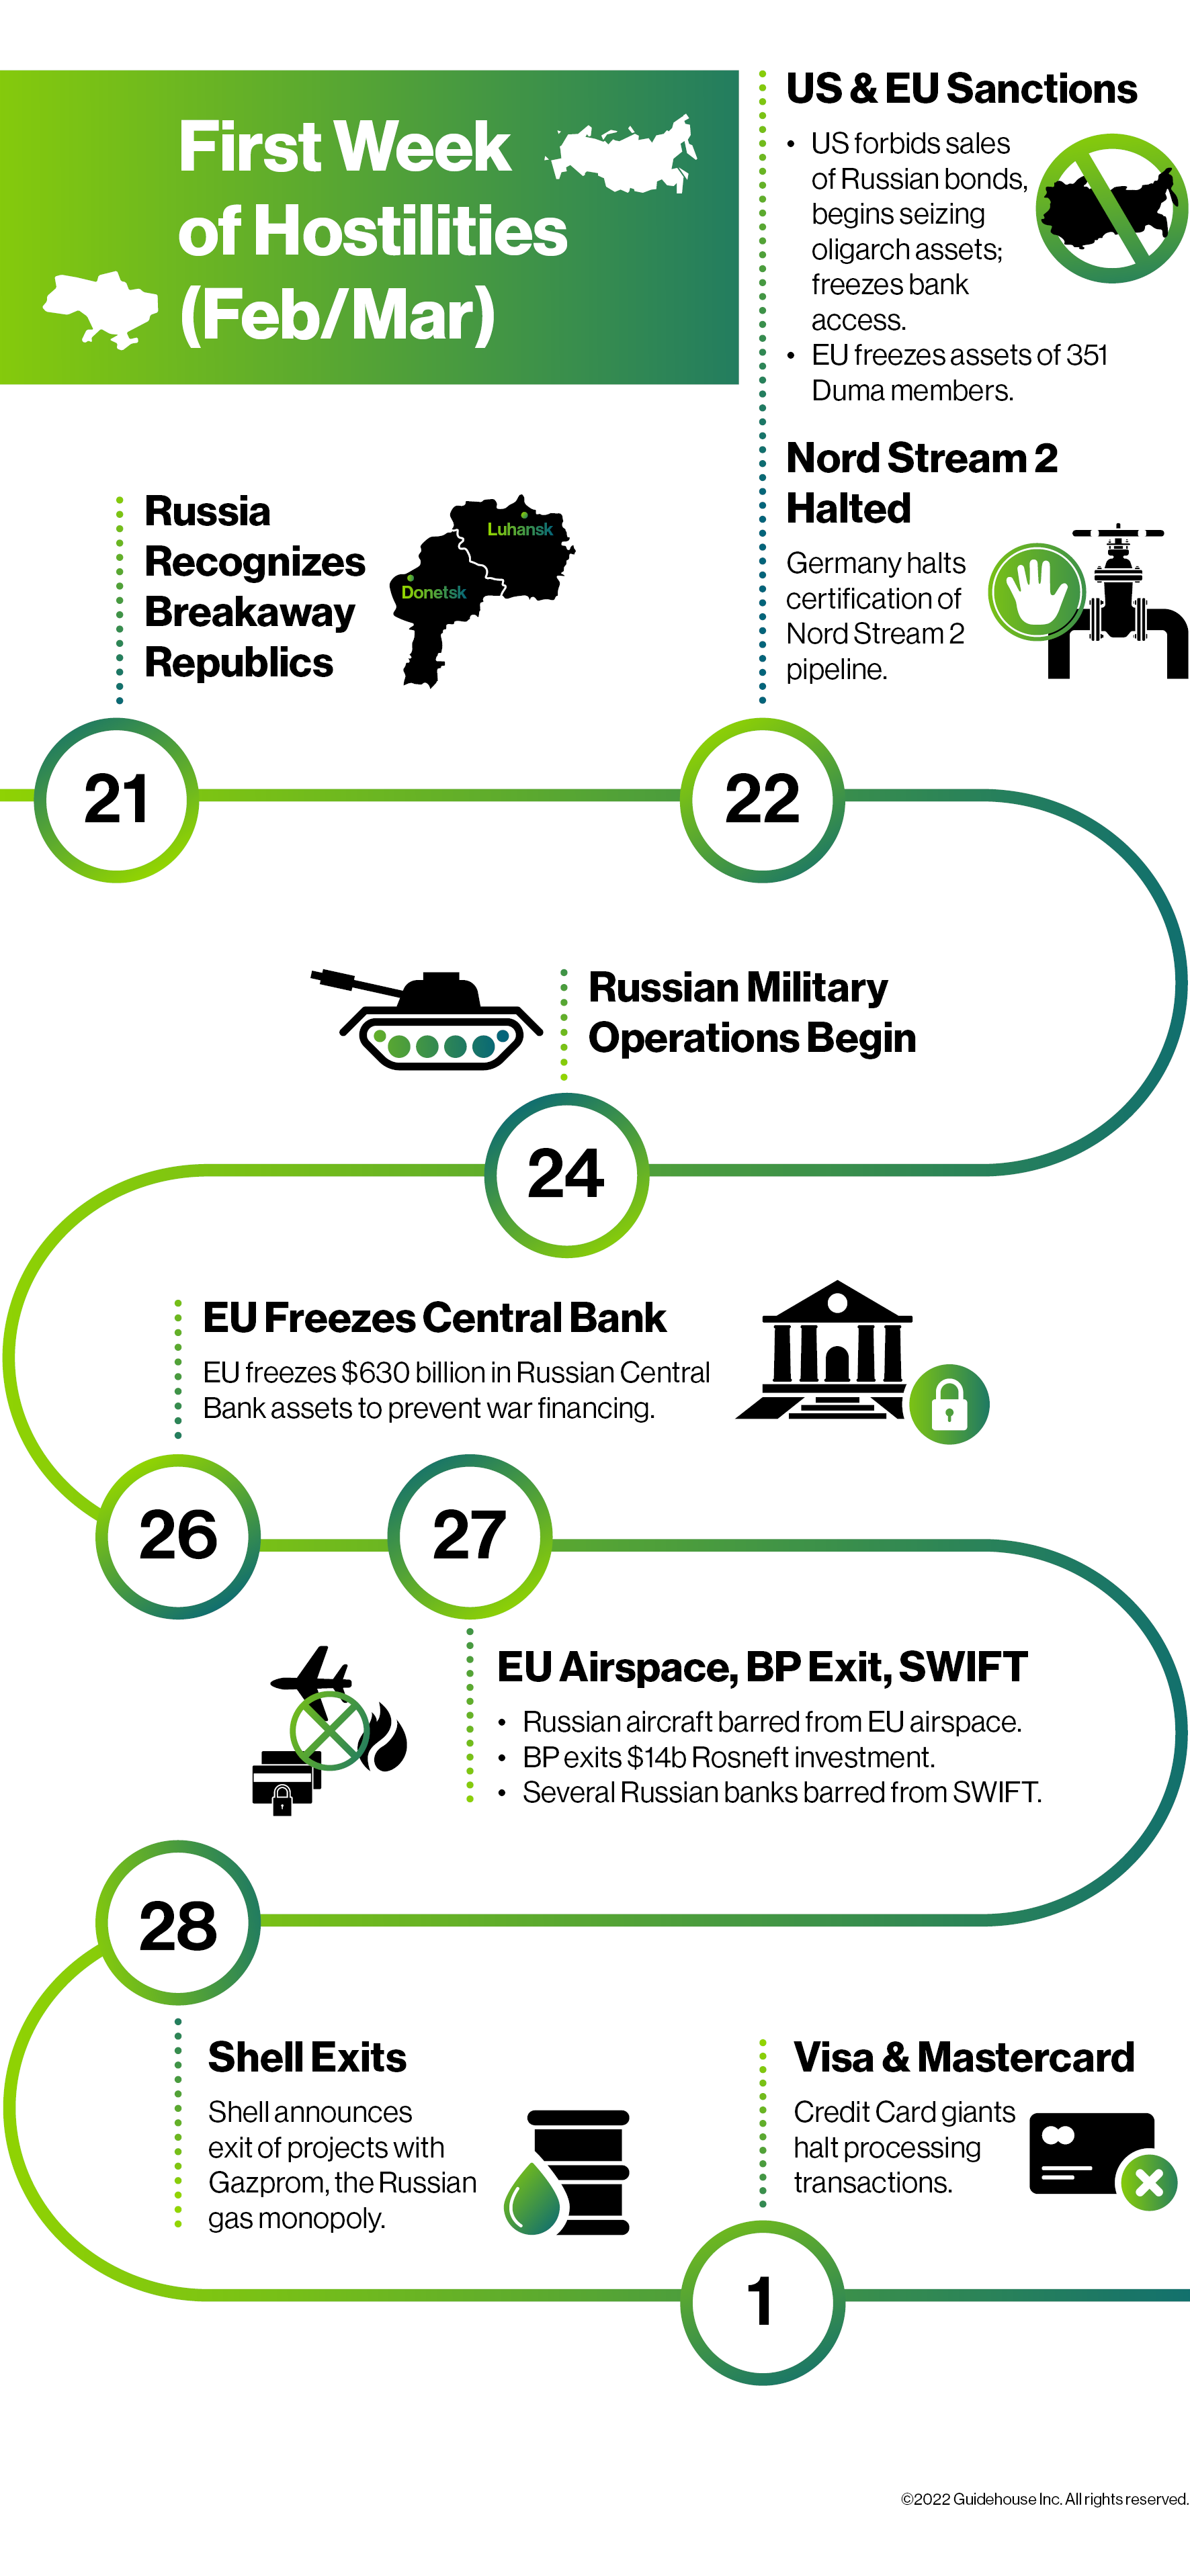 First Week
of Hostilities
(Feb/Mar)
US & EU Sanctions
• US forbids sales
of Russian bonds,
begins seizing
oligarch assets;
freezes bank
access.
• EU freezes assets of 351
Duma members.
Nord Stream 2
Halted
Germany halts
certification of
Nord Stream 2
pipeline.
Russia
Recognizes
Breakaway
Republics
Luhansk
Donetsk
21
22
Russian Military
Operations Begin
24
EU Freezes Central Bank
EU freezes $630 billion in Russian Central
Bank assets to prevent war financing.
26
27
EU Airspace, BP Exit, SWIFT
• Russian aircraft barred from EU airspace.
• BP exits $14b Rosneft investment.
• Several Russian banks barred from SWIFT.
28
Shell Exits
Shell announces
exit of projects with
Gazprom, the Russian
gas monopoly.
Visa & Mastercard
Credit Card giants
halt processing
transactions.
1
©2022 Guidehouse Inc. All rights reserved.